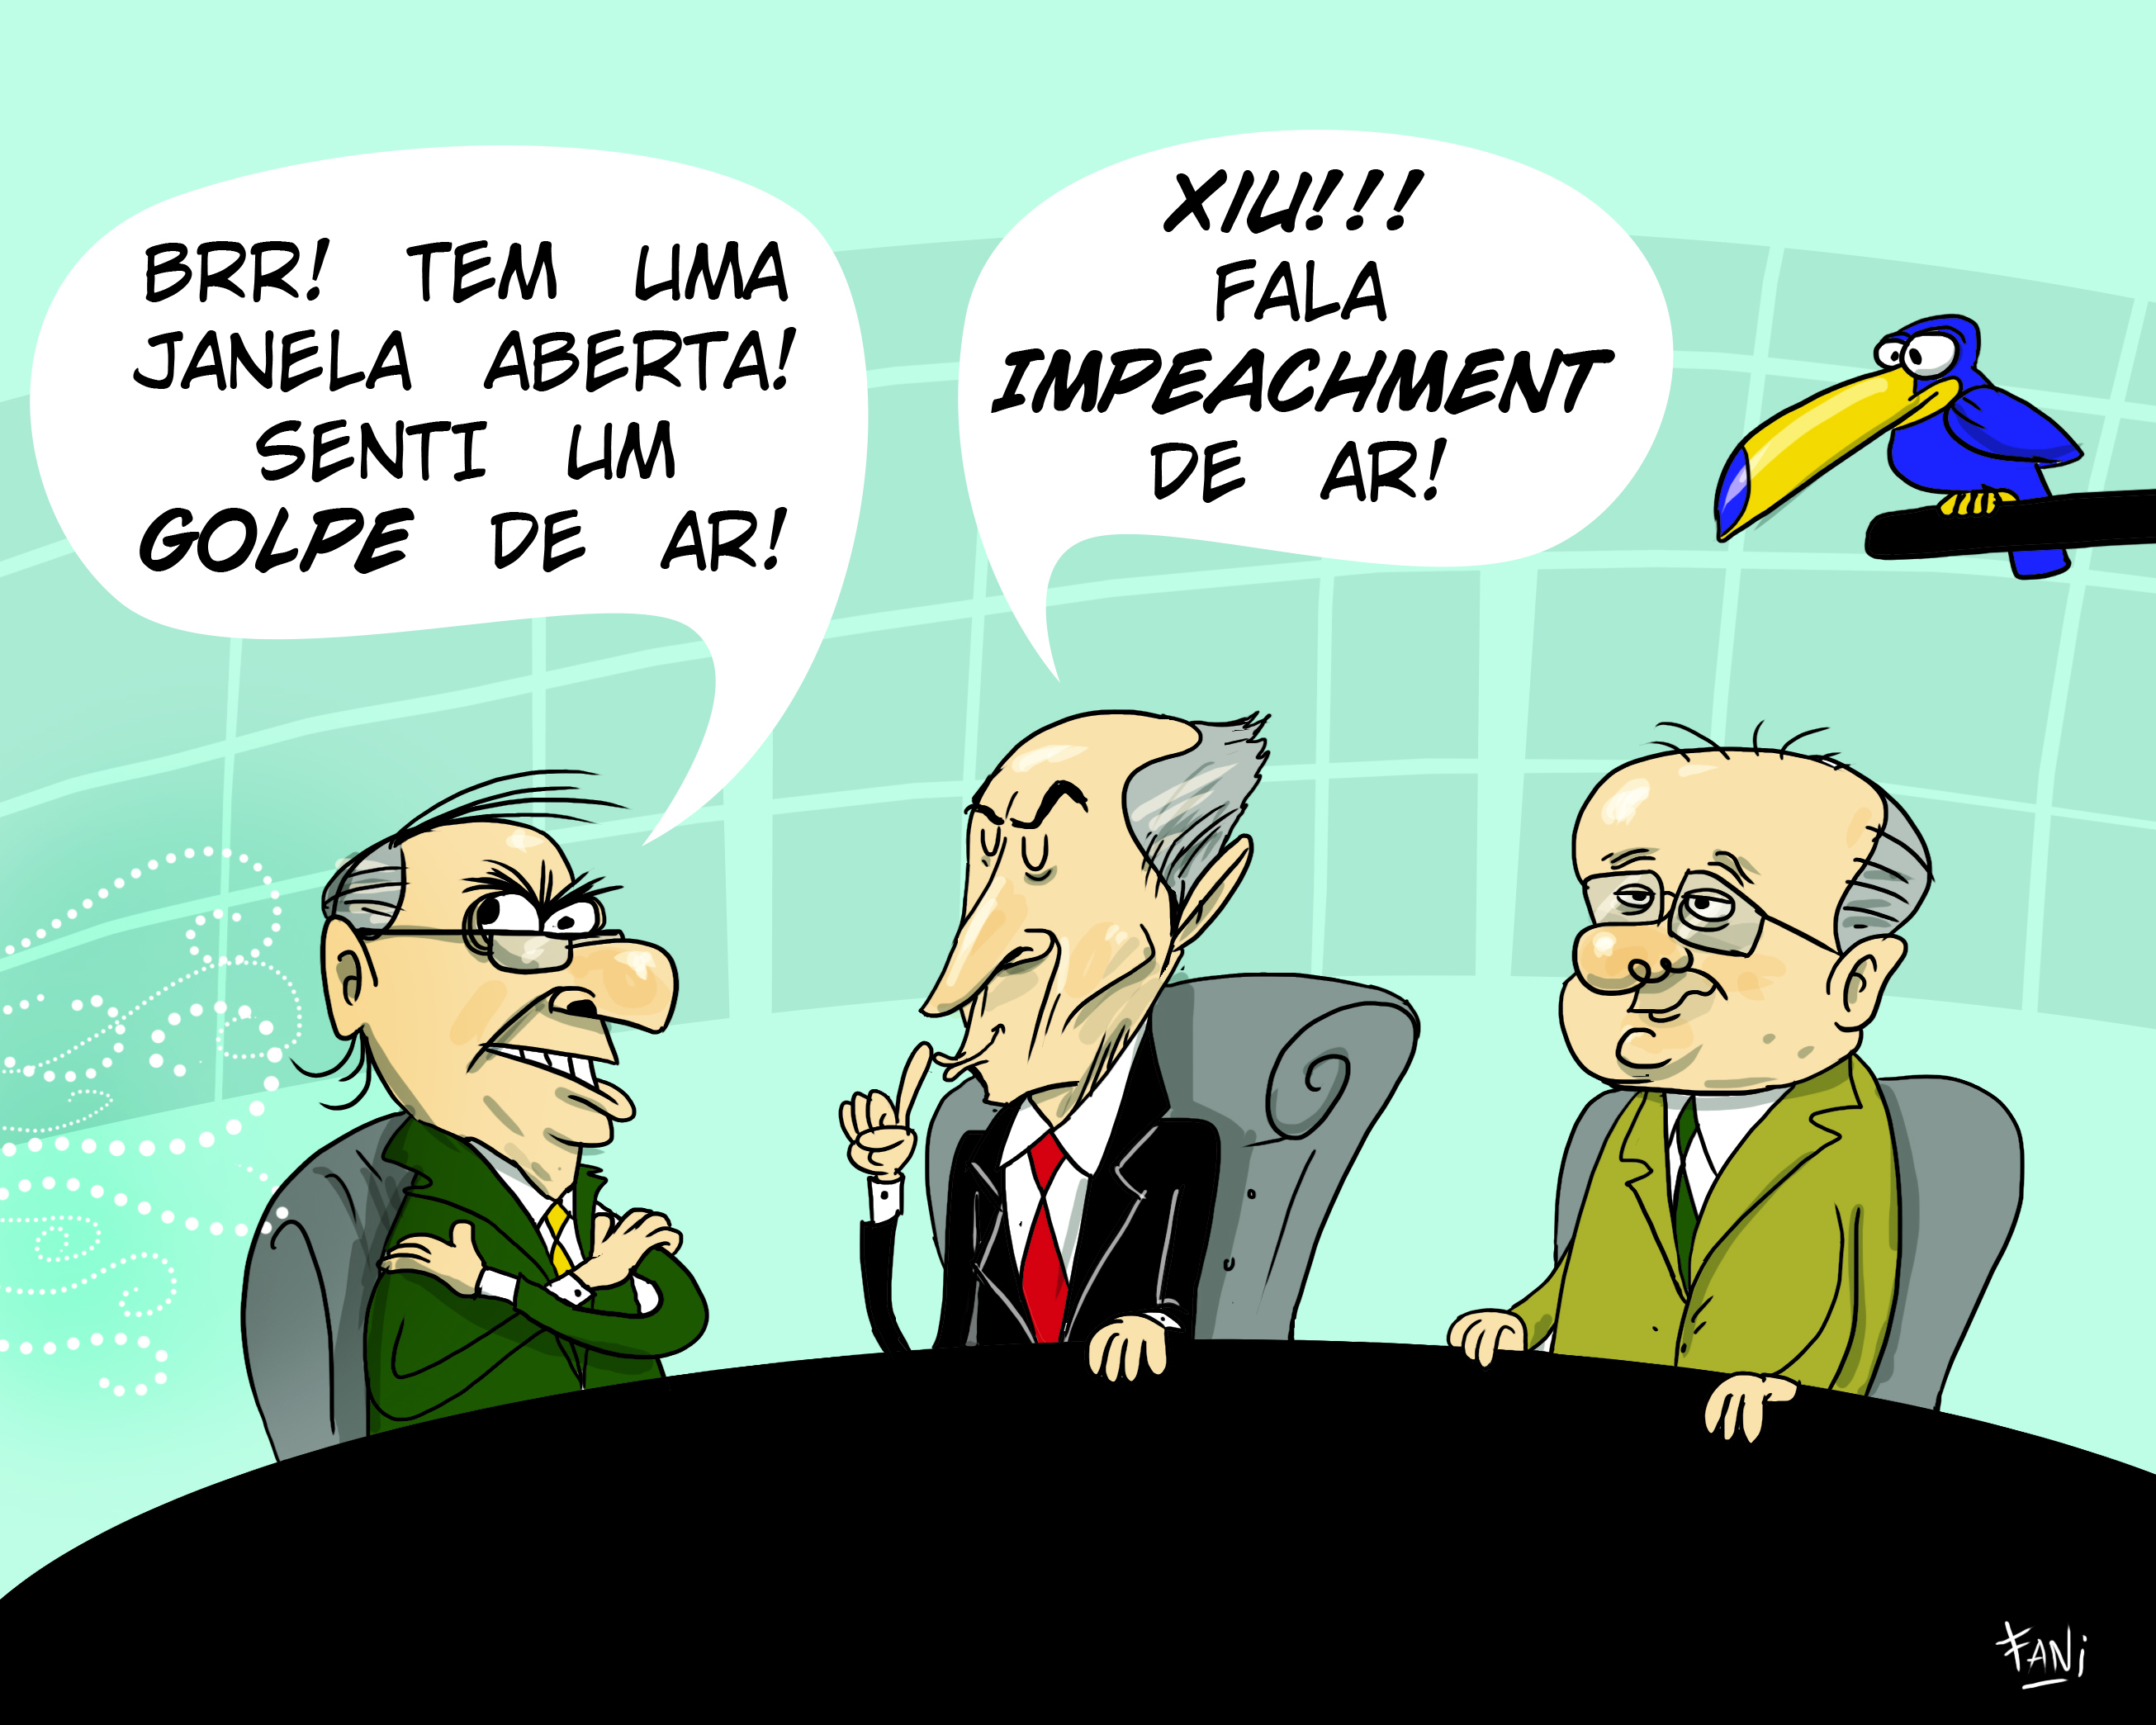 BRR! TEM UMA
JANELA ABERTA!
SENTI UM
GOLPE DE AR!
XIU!!!
FALA
IMPEACHMENT
DE AR!
FANI